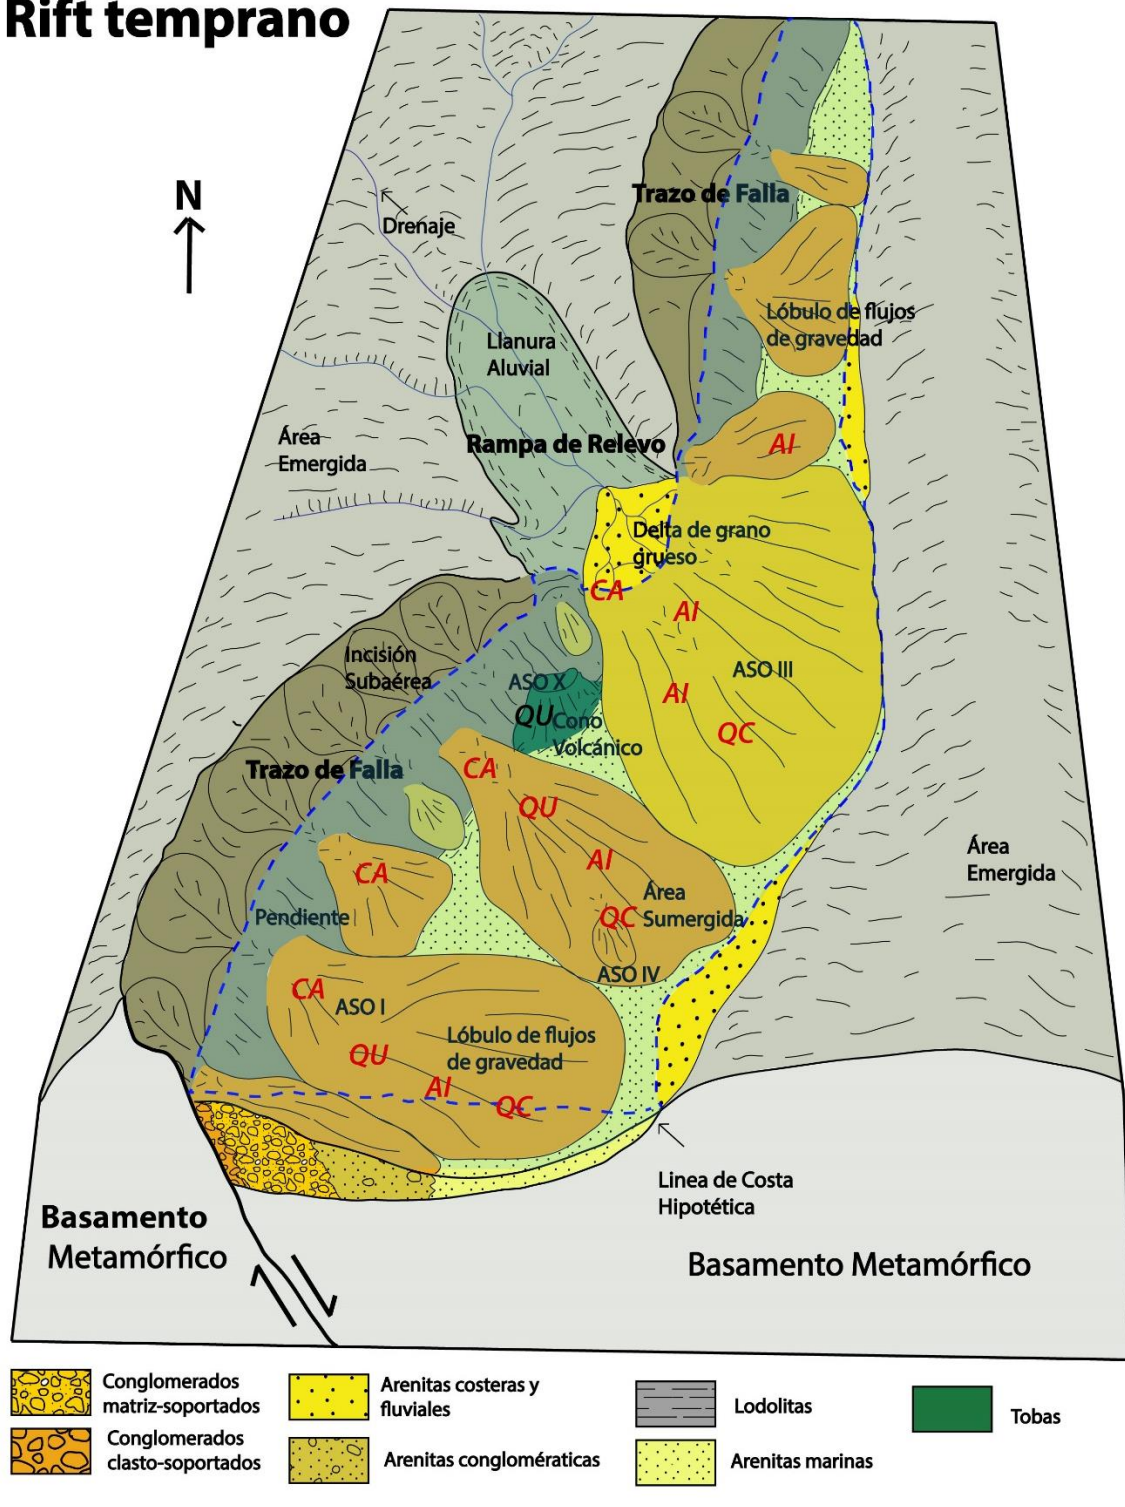 Rift temprano
N
Drenaje
Trazo de Falla
Lóbulo de flujos
de gravedad
Llanura
Aluvial
Rampa de Relevo
Área
Emergida
AI
Delta de grano
grueso
CA
AI
Incisión
Subaérea
ASO X
QU
Cono
Volcánico
ASO III
AI
QC
Trazo de Falla
CA
QU
AI
CA
Área
Sumergida
QC
ASO IV
Área
Emergida
Pendiente
CA
ASO I
Lóbulo de flujos
de gravedad
QU
AI
QC
Linea de Costa
Hipotética
Basamento
Metamórfico
Basamento Metamórfico
Conglomerados
matriz-soportados
Conglomerados
clasto-soportados
Arenitas costeras y
fluviales
Arenitas conglomératicas
Lodolitas
Arenitas marinas
Tobas